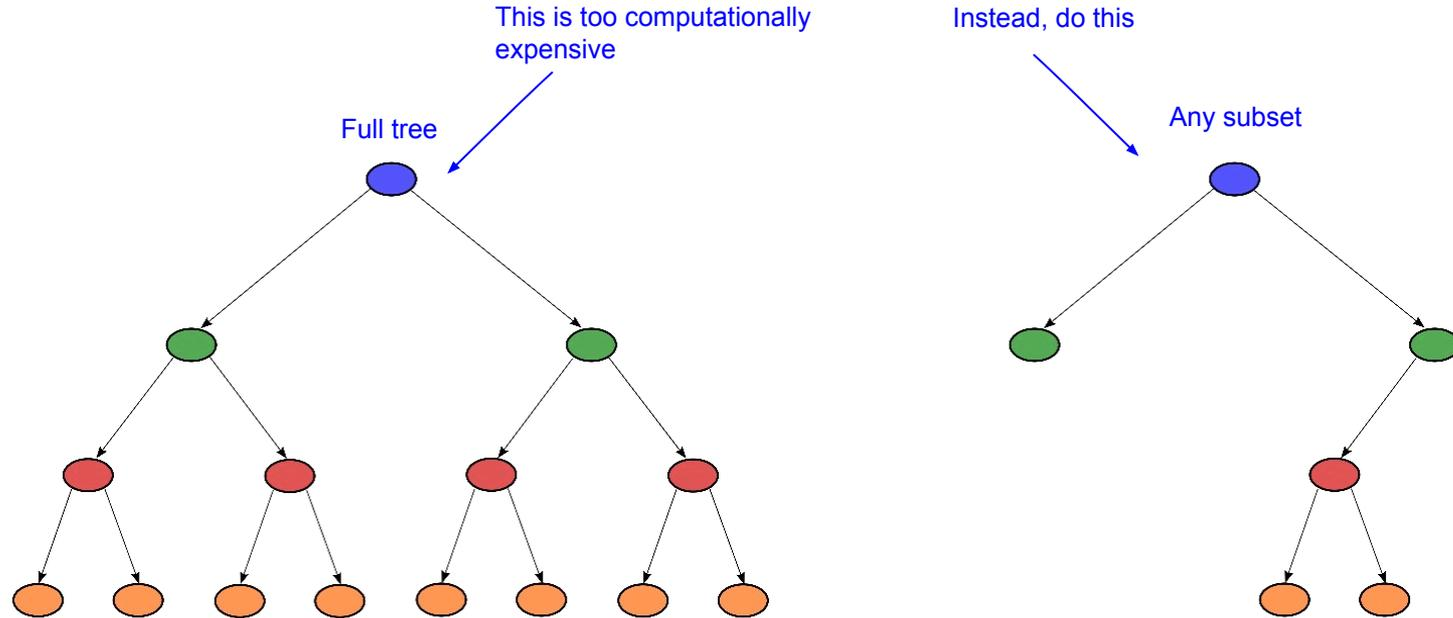 This is too computationally
expensive
Instead, do this
Full tree
Any subset